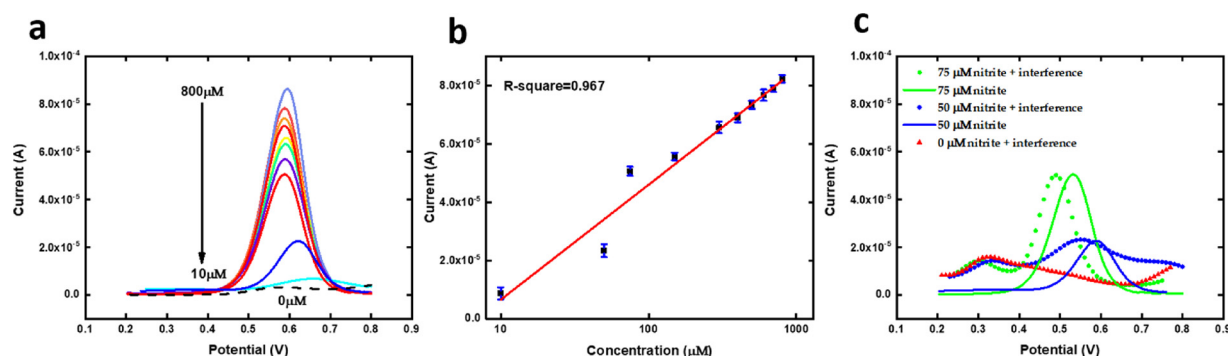 a
1.0x10⁻⁴
8.0x10⁻⁵
6.0x10⁻⁵
4.0x10⁻⁵
2.0x10⁻⁵
0.0
Current (A)
800μM
10μM
0μM
0.1 0.2 0.3 0.4 0.5 0.6 0.7 0.8 0.9
Potential (V)
b
R-square=0.967
8.0x10⁻⁵
6.0x10⁻⁵
4.0x10⁻⁵
2.0x10⁻⁵
0.0
Current (A)
10 100 1000
Concentration (μM)
c
1.0x10⁻⁴
8.0x10⁻⁵
6.0x10⁻⁵
4.0x10⁻⁵
2.0x10⁻⁵
0.0
Current (A)
75 μM nitrite + interference
75 μM nitrite
50 μM nitrite + interference
50 μM nitrite
0 μM nitrite + interference
0.1 0.2 0.3 0.4 0.5 0.6 0.7 0.8 0.9
Potential (V)